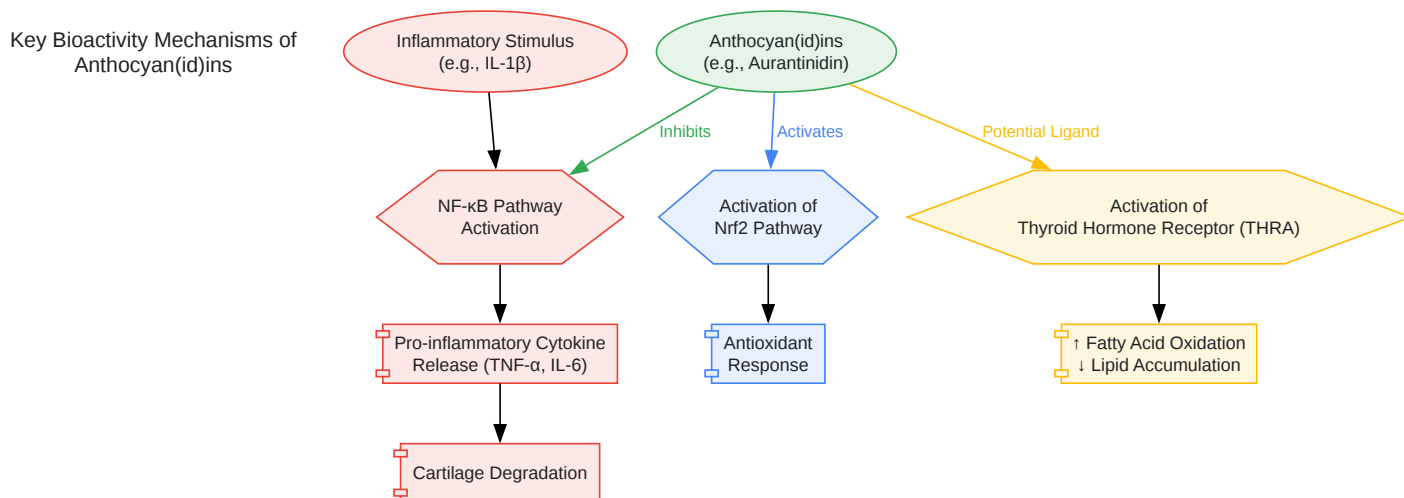 Key Bioactivity Mechanisms of
Anthocyan(id)ins
Inflammatory Stimulus
(e.g., IL-1β)
Anthocyan(id)ins
(e.g., Aurantinidin)
Inhibits
Activates
Potential Ligand
NF-κB Pathway
Activation
Activation of
Nrf2 Pathway
Activation of
Thyroid Hormone Receptor (THRA)
Pro-inflammatory Cytokine
Release (TNF-α, IL-6)
Antioxidant
Response
↑ Fatty Acid Oxidation
↓ Lipid Accumulation
Cartilage Degradation